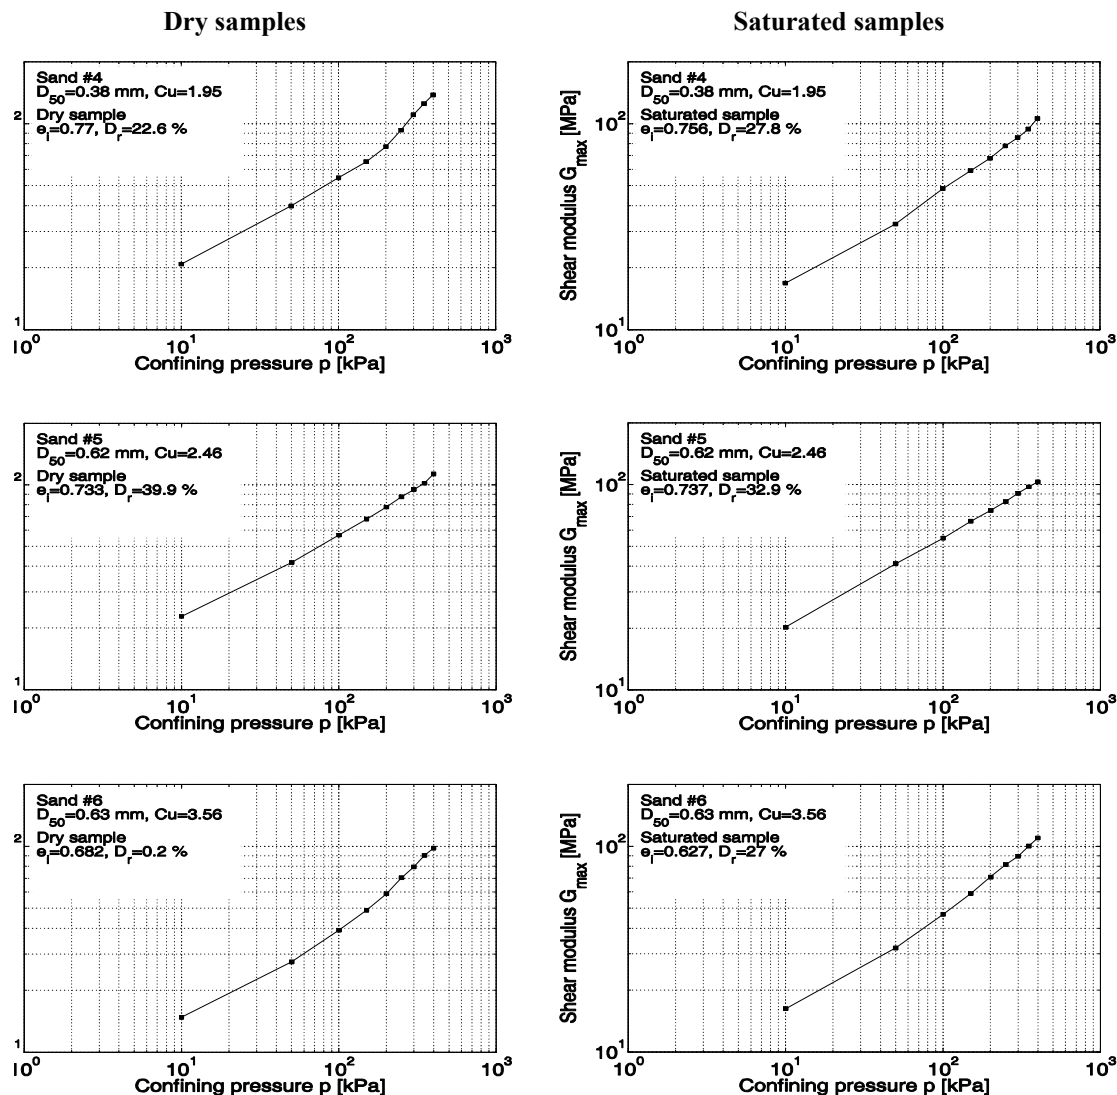 Dry samples
Saturated samples
Sand #4
D50=0.38 mm, Cu=1.95
Dry sample
ei=0.77, Dr=22.6 %
2
1
10^0
10^1
10^2
10^3
Confining pressure p [kPa]
Sand #4
D50=0.38 mm, Cu=1.95
Saturated sample
ei=0.756, Dr=27.8 %
Shear modulus Gmax [MPa]
10^2
10^1
10^0
10^1
10^2
10^3
Confining pressure p [kPa]
Sand #5
D50=0.62 mm, Cu=2.46
Dry sample
ei=0.733, Dr=39.9 %
2
1
10^0
10^1
10^2
10^3
Confining pressure p [kPa]
Sand #5
D50=0.62 mm, Cu=2.46
Saturated sample
ei=0.737, Dr=32.9 %
Shear modulus Gmax [MPa]
10^2
10^1
10^0
10^1
10^2
10^3
Confining pressure p [kPa]
Sand #6
D50=0.63 mm, Cu=3.56
Dry sample
ei=0.682, Dr=0.2 %
2
1
10^0
10^1
10^2
10^3
Confining pressure p [kPa]
Sand #6
D50=0.63 mm, Cu=3.56
Saturated sample
ei=0.627, Dr=27 %
Shear modulus Gmax [MPa]
10^2
10^1
10^0
10^1
10^2
10^3
Confining pressure p [kPa]